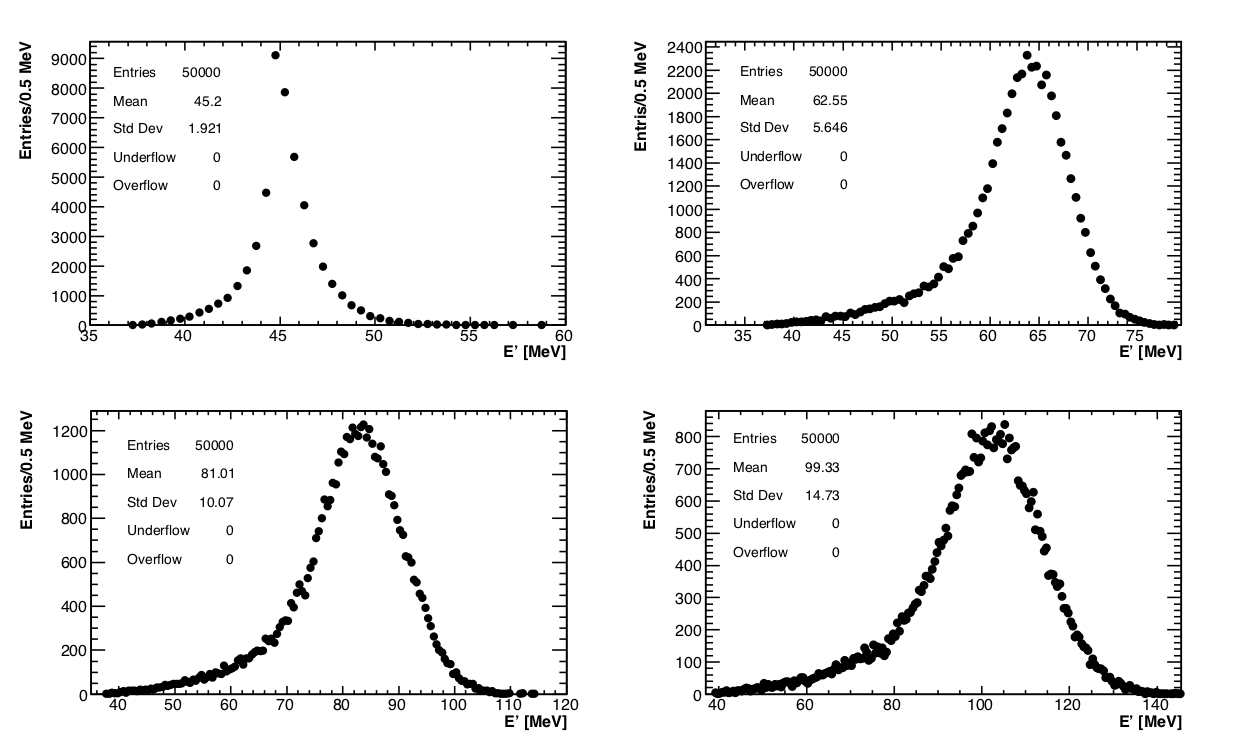 Entries/0.5 MeV
9000
8000
7000
6000
5000
4000
3000
2000
1000
0
Entries 50000
Mean 45.2
Std Dev 1.921
Underflow 0
Overflow 0
35 40 45 50 55 60
E' [MeV]
Entris/0.5 MeV
2400
2200
2000
1800
1600
1400
1200
1000
800
600
400
200
0
Entries 50000
Mean 62.55
Std Dev 5.646
Underflow 0
Overflow 0
35 40 45 50 55 60 65 70 75
E' [MeV]
Entries/0.5 MeV
1200
1000
800
600
400
200
0
Entries 50000
Mean 81.01
Std Dev 10.07
Underflow 0
Overflow 0
40 50 60 70 80 90 100 110 120
E' [MeV]
Entries/0.5 MeV
800
700
600
500
400
300
200
100
0
Entries 50000
Mean 99.33
Std Dev 14.73
Underflow 0
Overflow 0
40 60 80 100 120 140
E' [MeV]